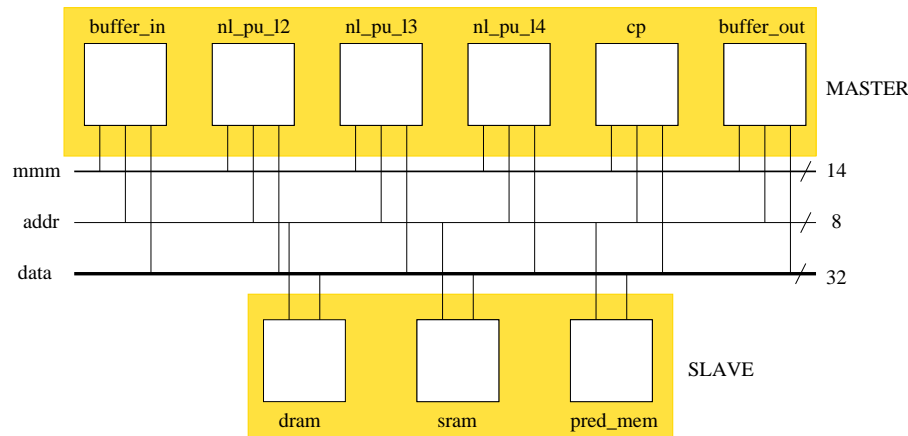 buffer_in nl_pu_l2 nl_pu_l3 nl_pu_l4 cp buffer_out
MASTER
mmm 14
addr 8
data 32
SLAVE
dram sram pred_mem